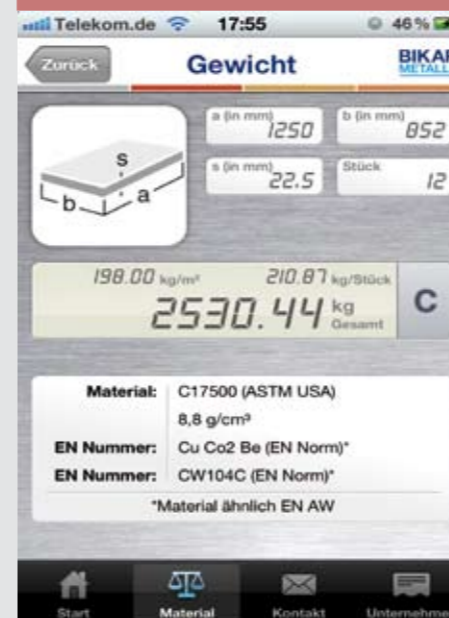 Telekom.de 17:55 46 %
Zurück Gewicht BIKAR METALLE
a (in mm) 1250 b (in mm) 852
s (in mm) 22.5 Stück 12
s
b a
198.00 kg/m² 210.87 kg/Stück
2530.44 kg Gesamt C
Material: C17500 (ASTM USA)
8,8 g/cm³
EN Nummer: Cu Co2 Be (EN Norm)*
EN Nummer: CW104C (EN Norm)*
*Material ähnlich EN AW
Start Material Kontakt Unternehme